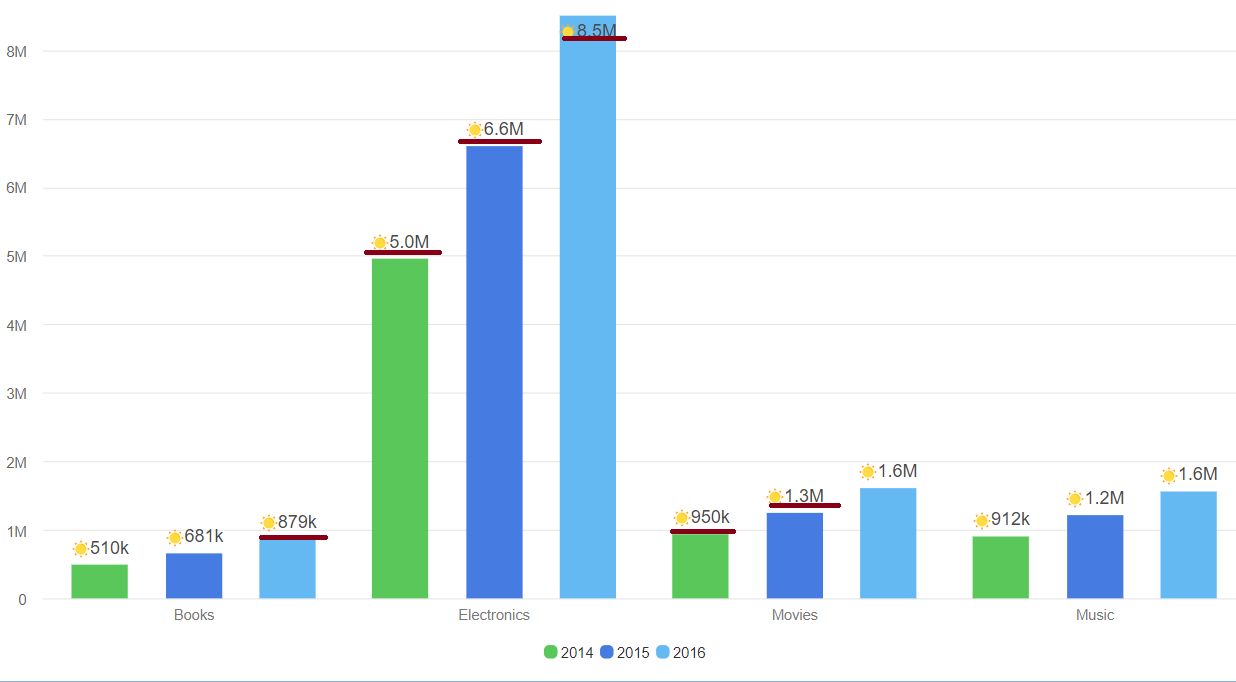 8.5M
8M
7M
6.6M
6M
5.0M
5M
4M
3M
2M
1.6M
1.6M
1.3M
1.2M
950k
912k
879k
1M
681k
510k
0
Books Electronics Movies Music
2014 2015 2016